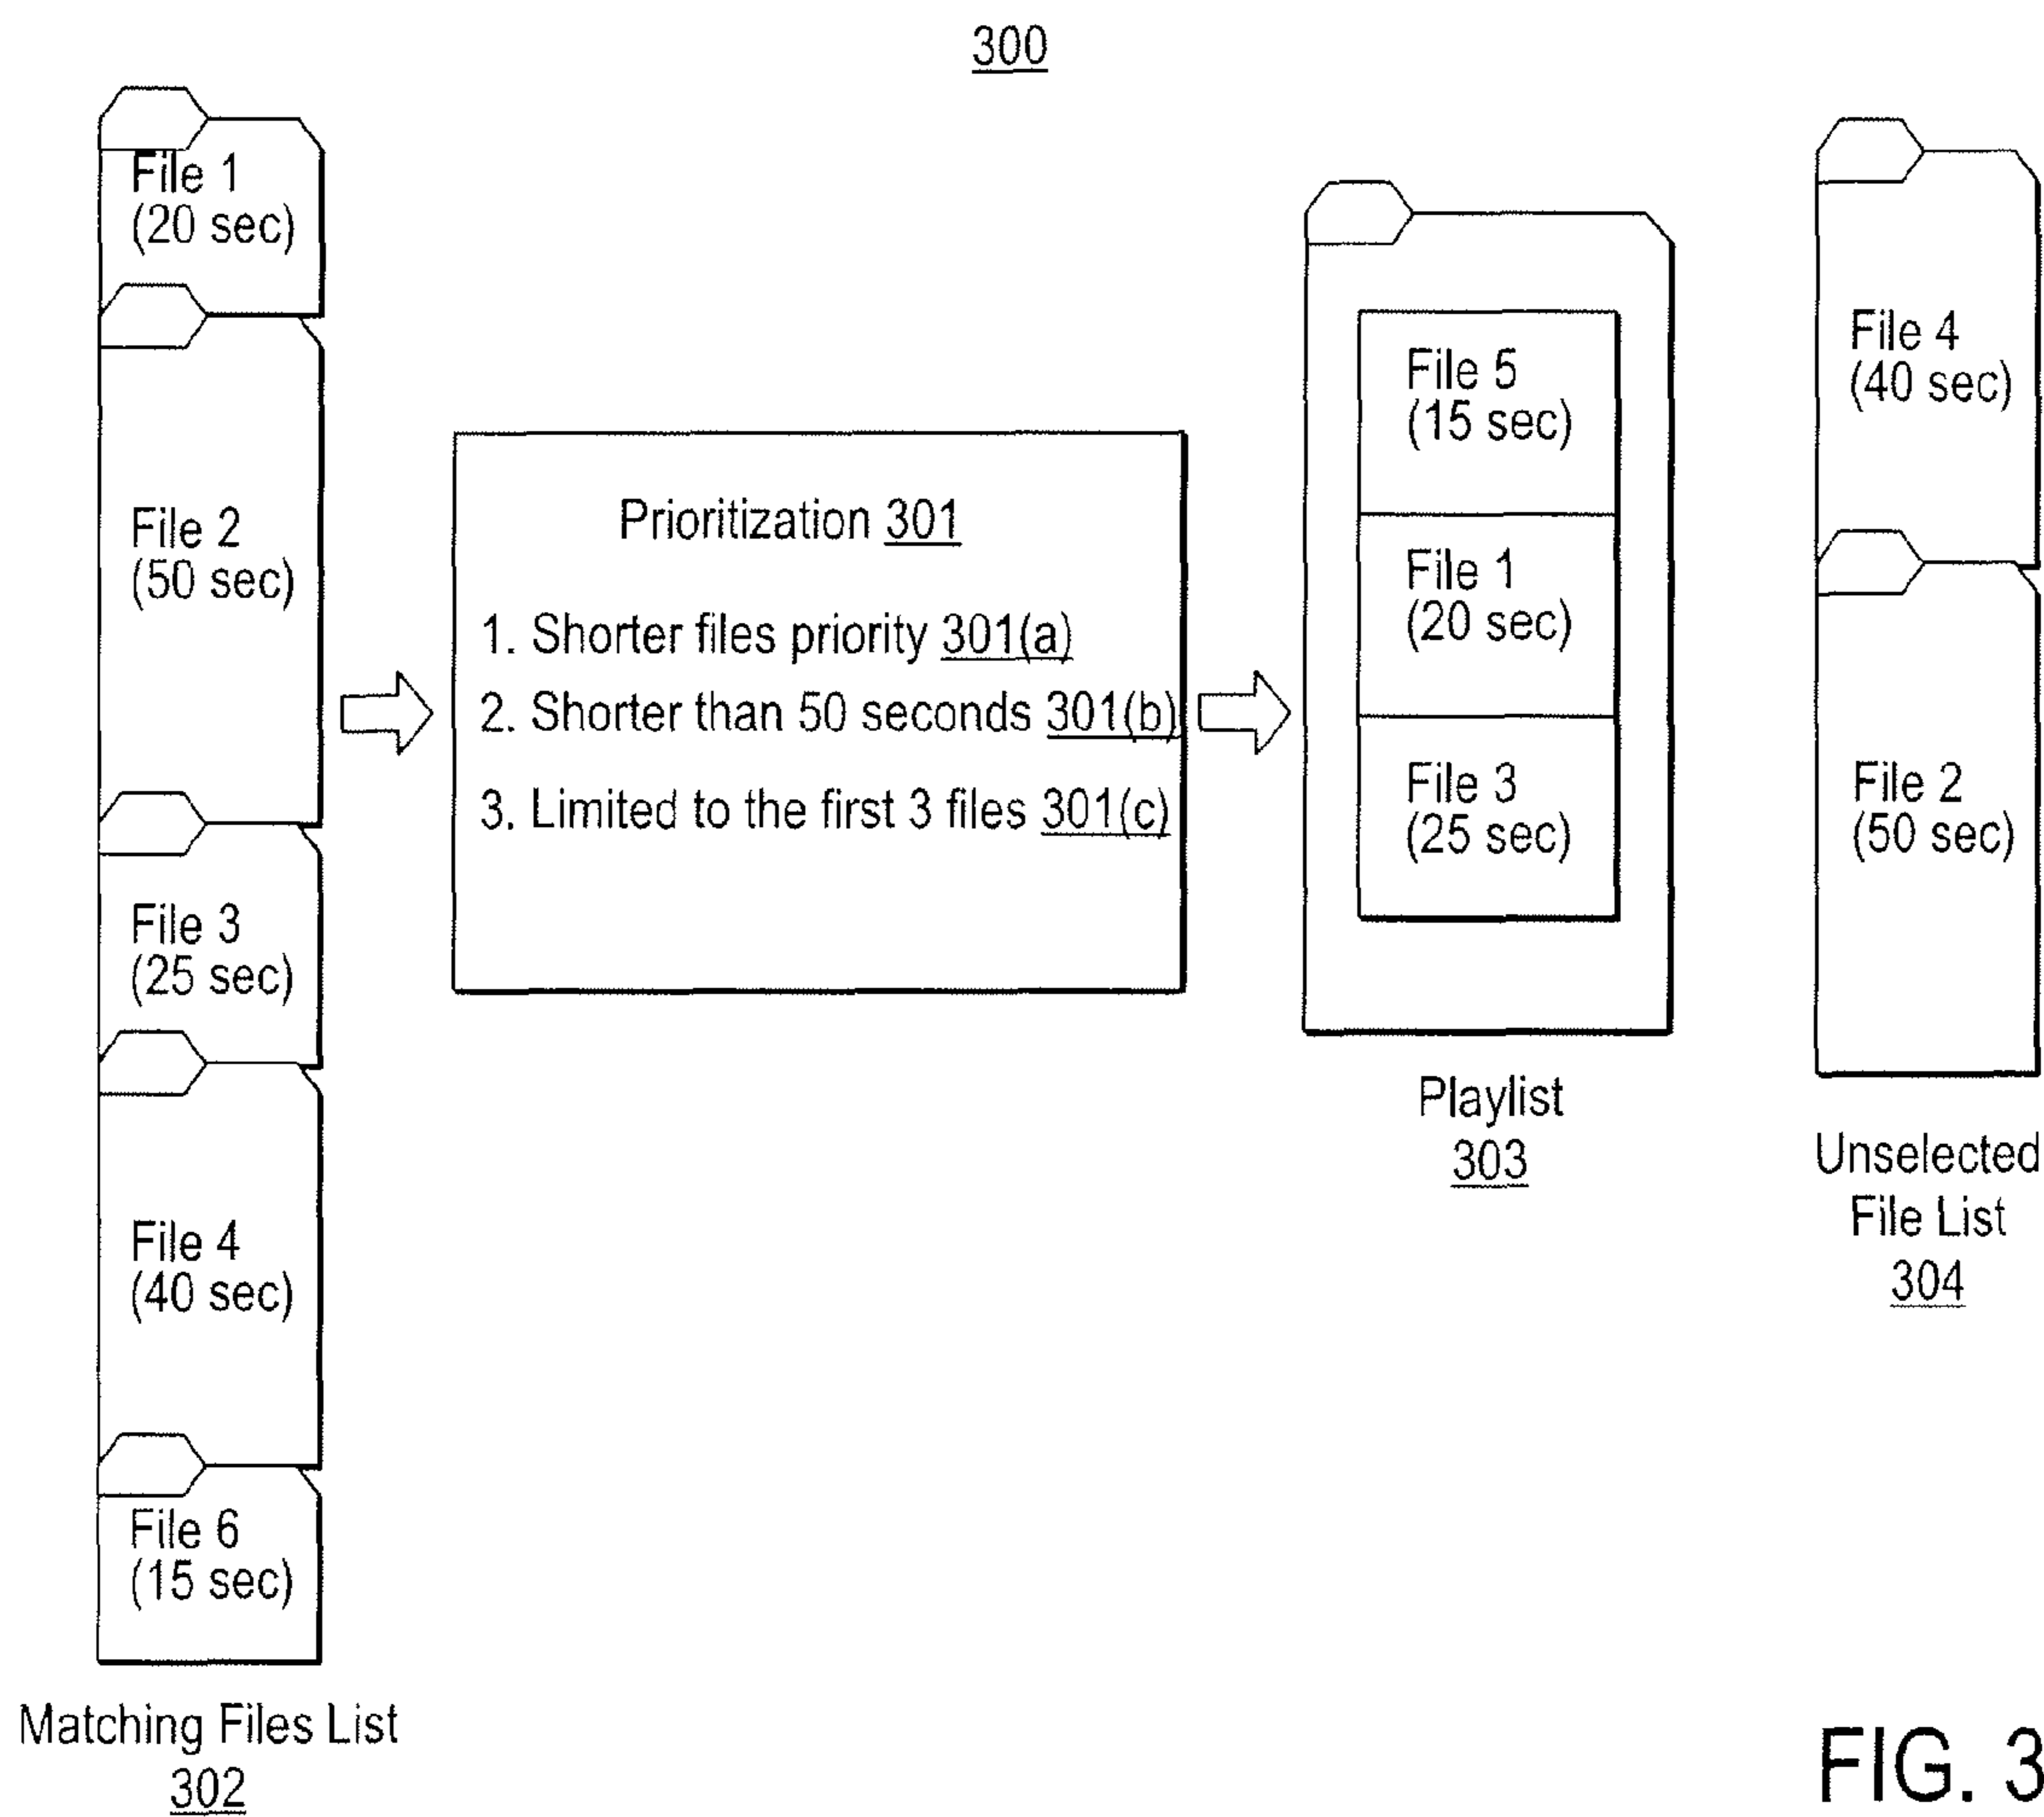 300
File 1
(20 sec)
File 2
(50 sec)
File 3
(25 sec)
File 4
(40 sec)
File 6
(15 sec)
Matching Files List
302
Prioritization 301
1. Shorter files priority 301(a)
2. Shorter than 50 seconds 301(b)
3. Limited to the first 3 files 301(c)
File 5
(15 sec)
File 1
(20 sec)
File 3
(25 sec)
Playlist
303
File 4
(40 sec)
File 2
(50 sec)
Unselected
File List
304
FIG. 3